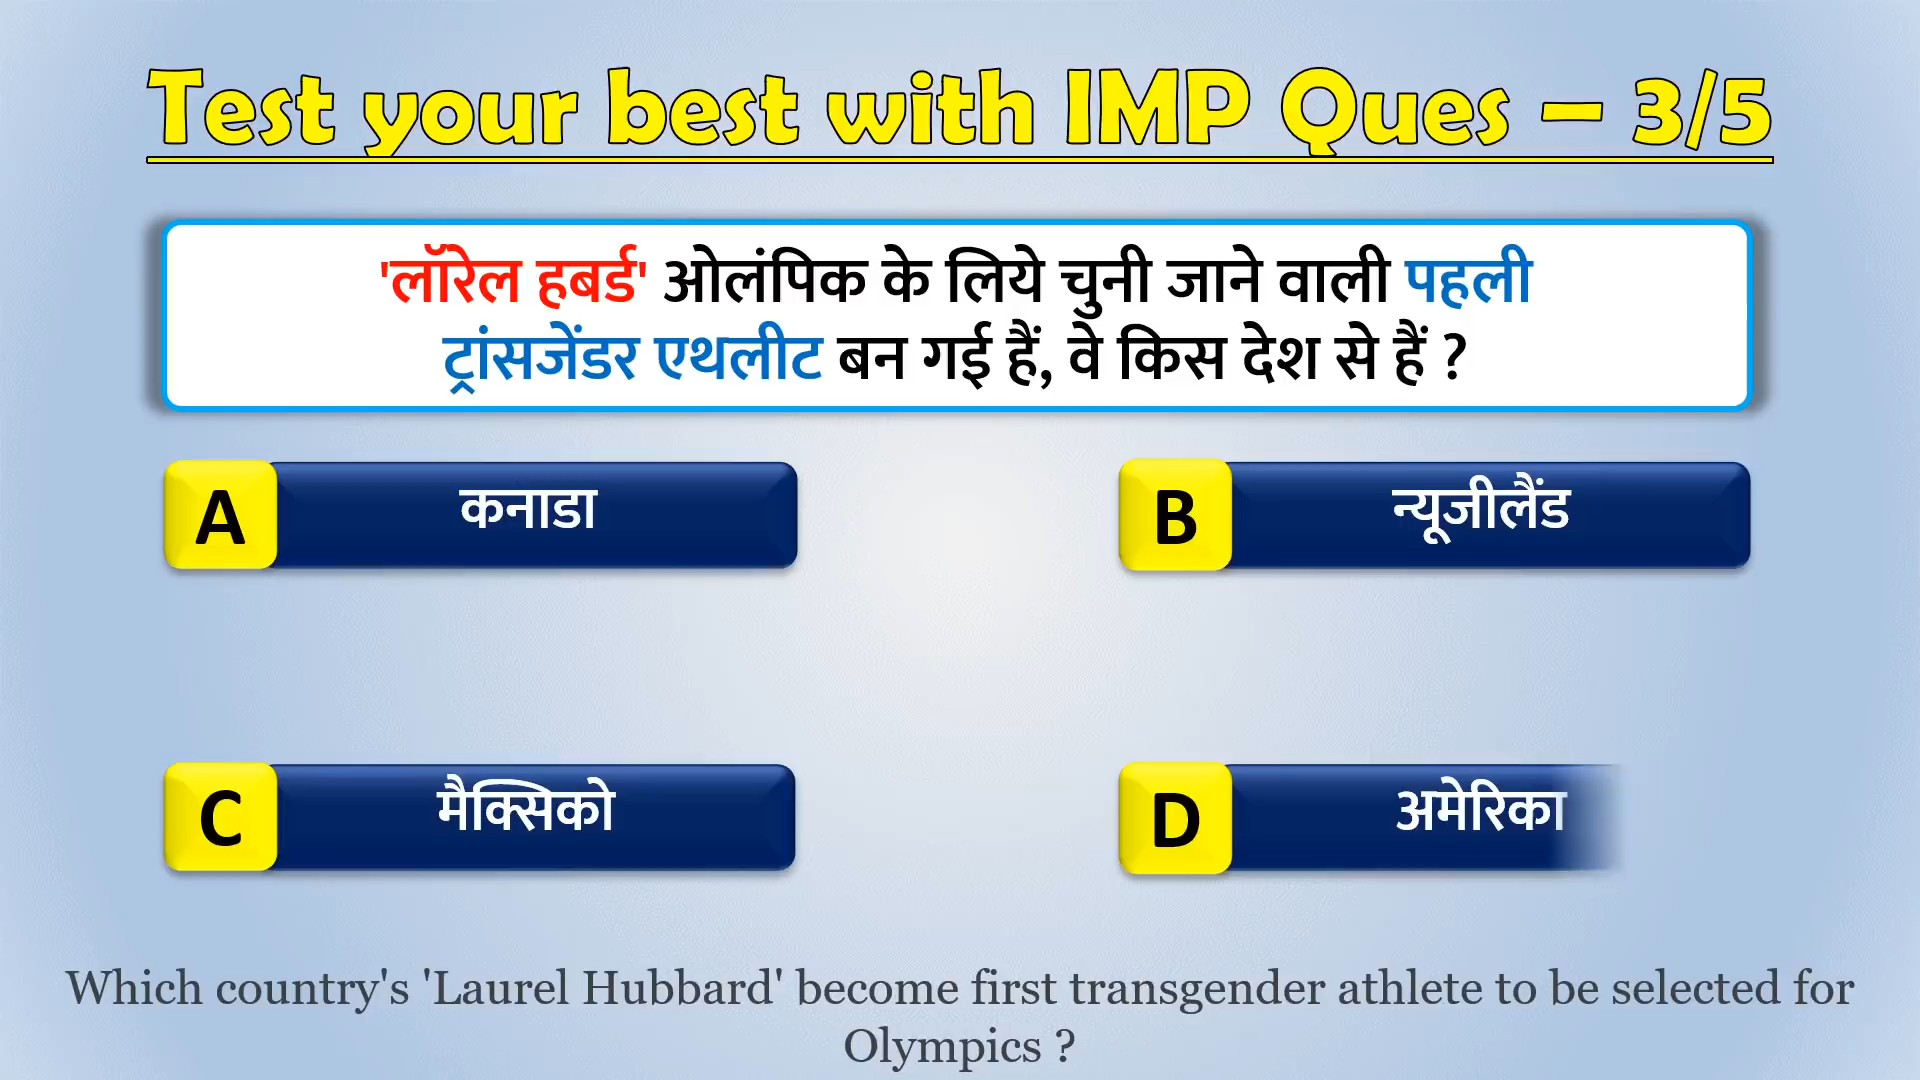 Test your best with IMP Ques – 3/5
'लॉरेल हबर्ड' ओलंपिक के लिये चुनी जाने वाली पहली
ट्रांसजेंडर एथलीट बन गई हैं, वे किस देश से हैं ?
A कनाडा
B न्यूजीलैंड
C मैक्सिको
D अमेरिका
Which country's 'Laurel Hubbard' become first transgender athlete to be selected for
Olympics ?